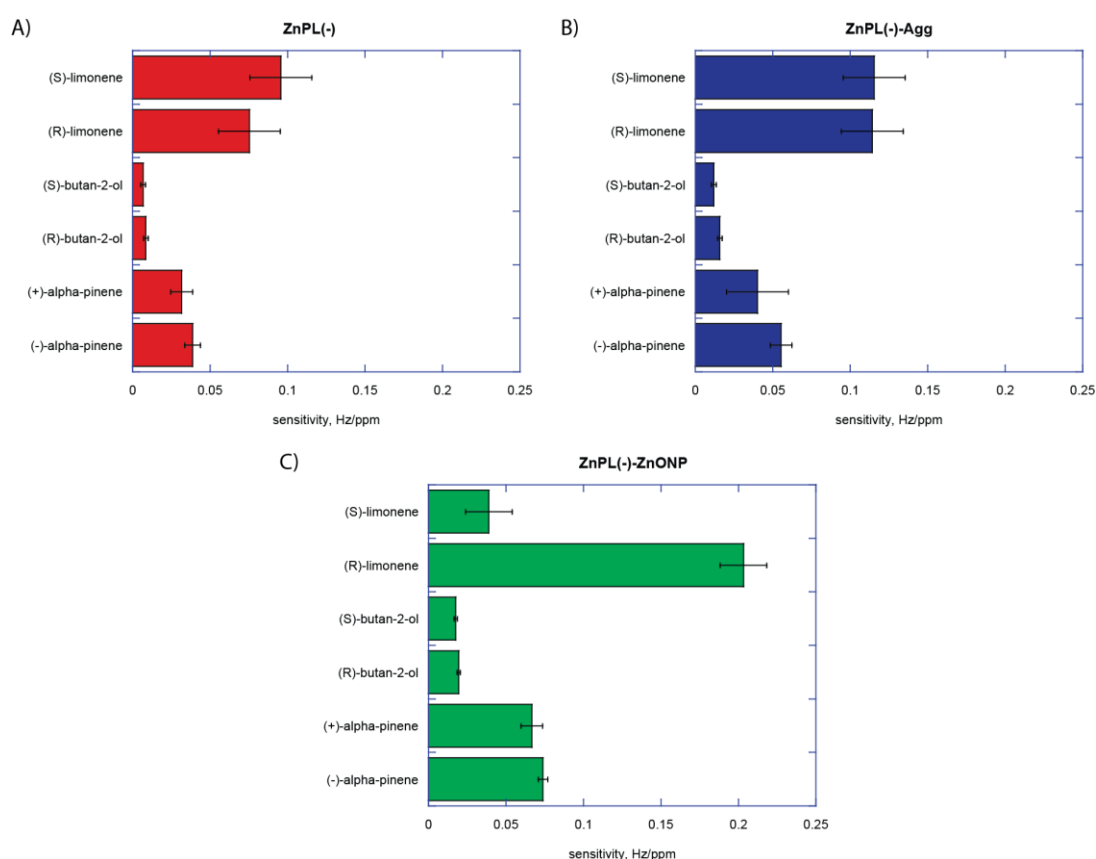 A)
ZnPL(-)
(S)-limonene
(R)-limonene
(S)-butan-2-ol
(R)-butan-2-ol
(+)-alpha-pinene
(-)-alpha-pinene
0 0.05 0.1 0.15 0.2 0.25
sensitivity, Hz/ppm
B)
ZnPL(-)-Agg
(S)-limonene
(R)-limonene
(S)-butan-2-ol
(R)-butan-2-ol
(+)-alpha-pinene
(-)-alpha-pinene
0 0.05 0.1 0.15 0.2 0.25
sensitivity, Hz/ppm
C)
ZnPL(-)-ZnONP
(S)-limonene
(R)-limonene
(S)-butan-2-ol
(R)-butan-2-ol
(+)-alpha-pinene
(-)-alpha-pinene
0 0.05 0.1 0.15 0.2 0.25
sensitivity, Hz/ppm